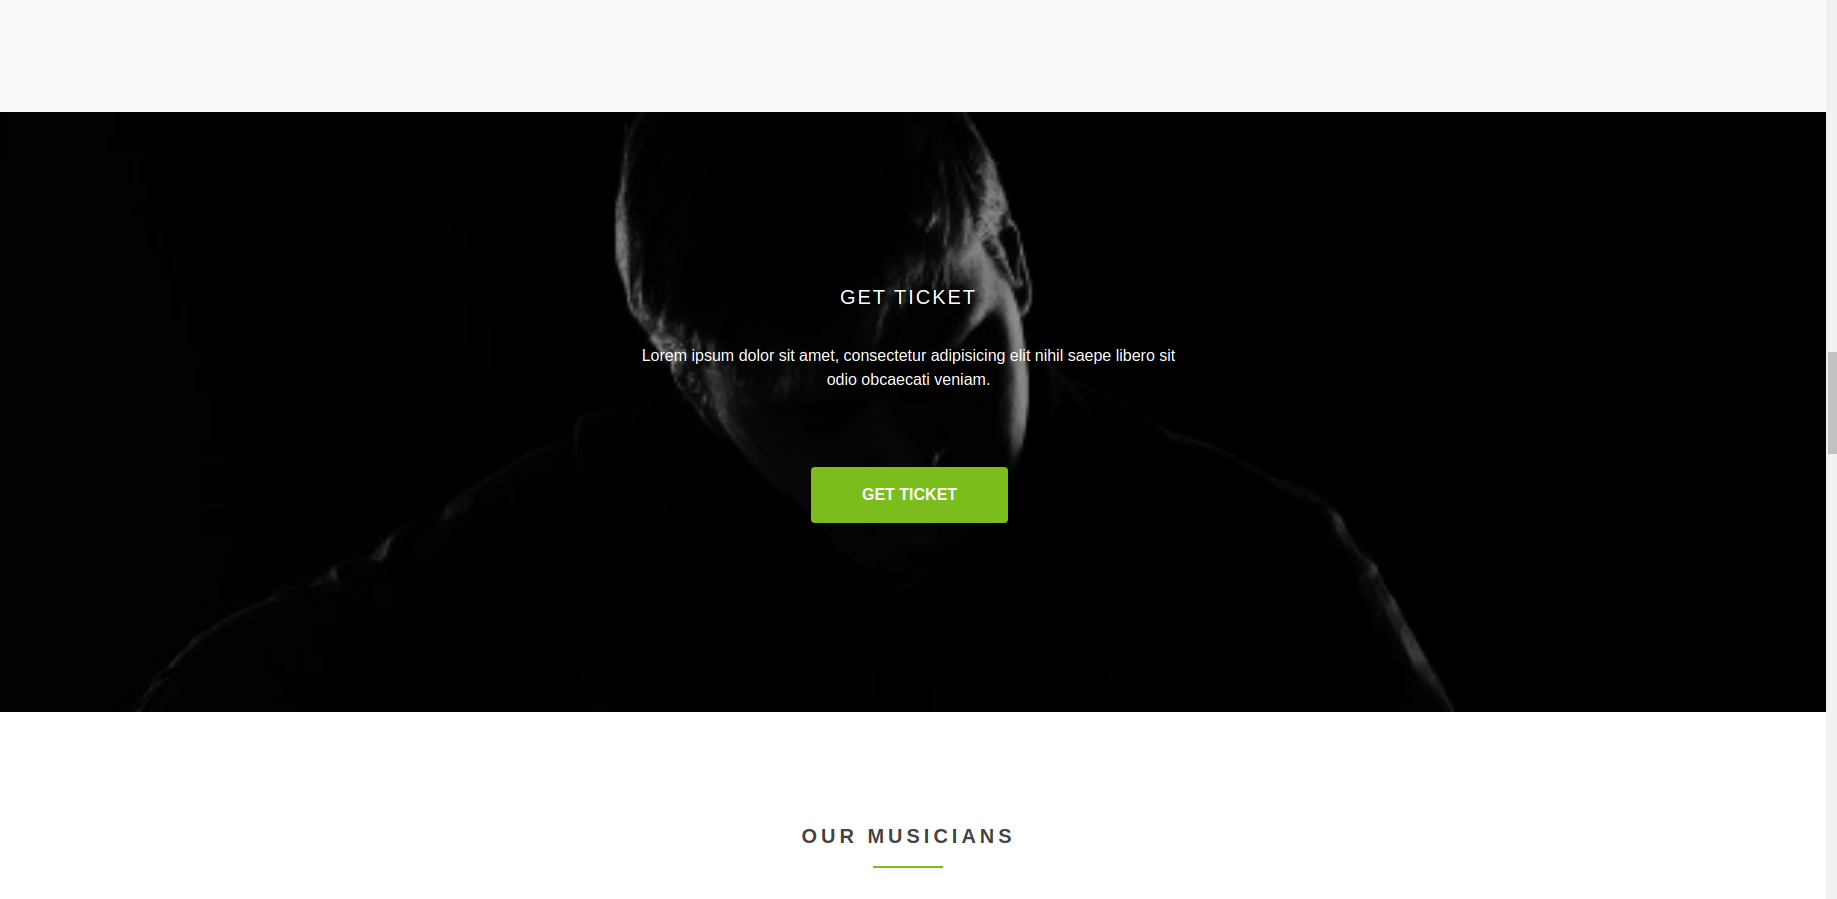 GET TICKET
Lorem ipsum dolor sit amet, consectetur adipisicing elit nihil saepe libero sit
odio obcaecati veniam.
GET TICKET
OUR MUSICIANS